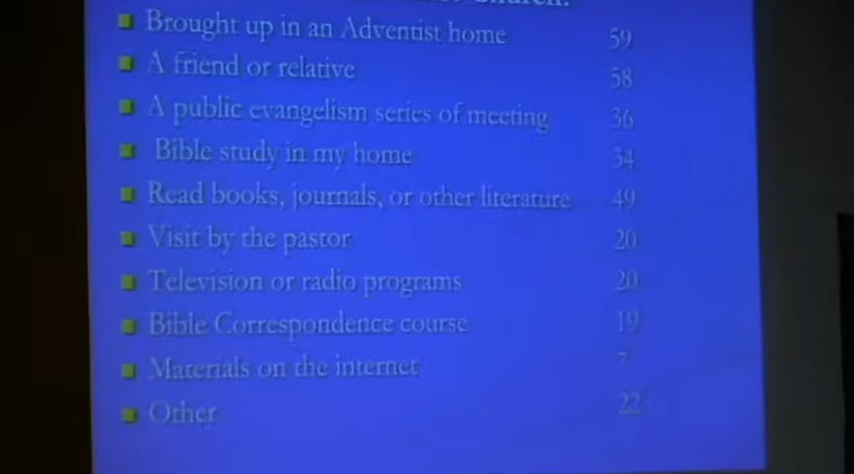 Church.
Brought up in an Adventist home 59
A friend or relative 58
A public evangelism series of meeting 36
Bible study in my home 34
Read books, journals, or other literature 49
Visit by the pastor 20
Television or radio programs 20
Bible Correspondence course 19
Materials on the internet 7
Other 22